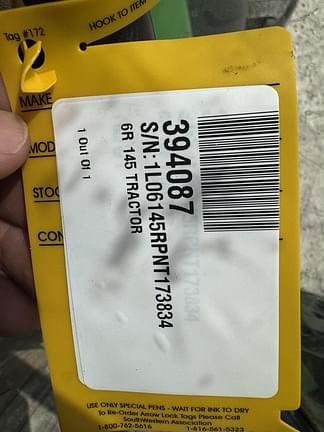 Tag #172
HOOK TO ITEM
MAKE
MOD
STOC
CON
394087
S/N:1L06145RPNT173834
6R 145 TRACTOR
1 Out Of 1
USE ONLY SPECIAL PENS - WAIT FOR INK TO DRY
To Re-Order Arrow Lock Tags Please Call
SouthWestern Association
1-800-762-5616 1-816-561-5323